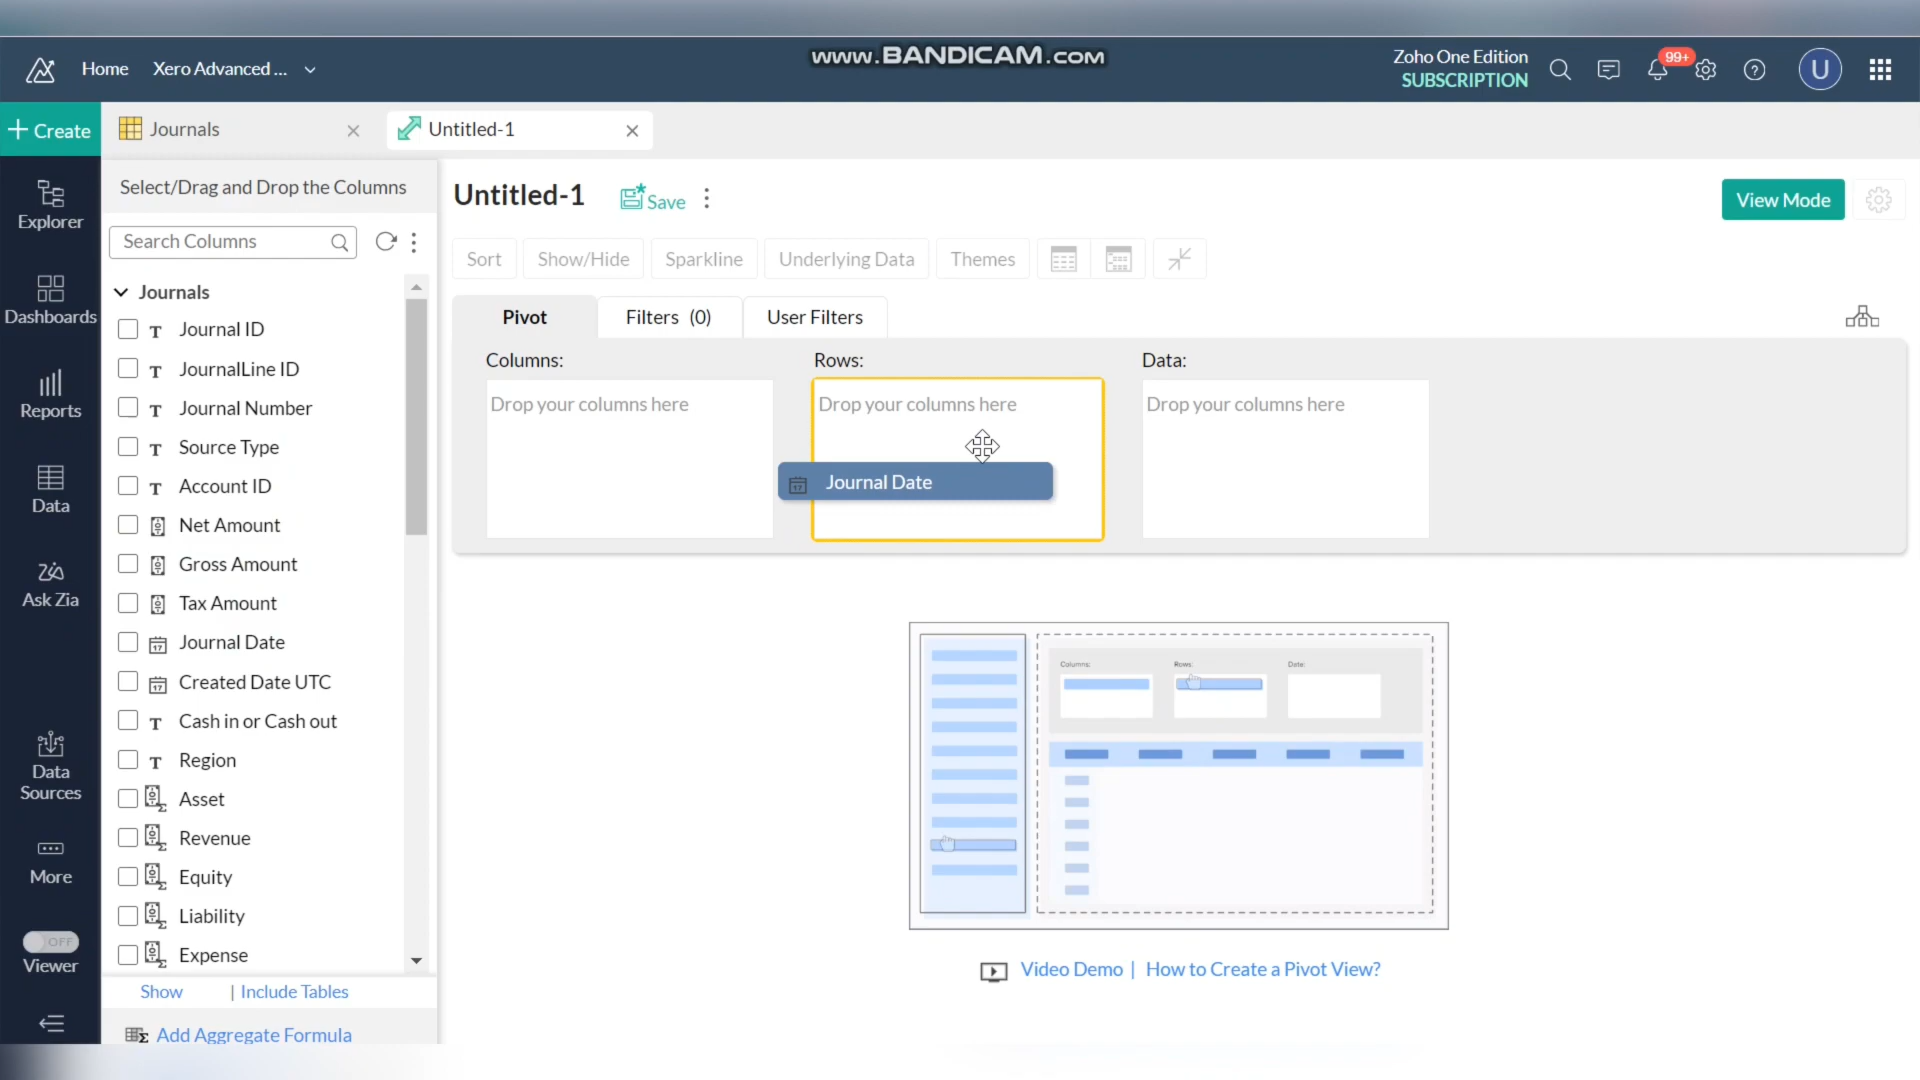 www.BANDICAM.com
Home
Xero Advanced ...
Zoho One Edition
SUBSCRIPTION
99+
U
Create
Journals
Untitled-1
Explorer
Dashboards
Reports
Data
Ask Zia
Data
Sources
More
OFF
Viewer
Select/Drag and Drop the Columns
Search Columns
Journals
T Journal ID
T JournalLine ID
T Journal Number
T Source Type
T Account ID
Net Amount
Gross Amount
Tax Amount
17 Journal Date
17 Created Date UTC
T Cash in or Cash out
T Region
Asset
Revenue
Equity
Liability
Expense
Show | Include Tables
Add Aggregate Formula
Untitled-1
Save
View Mode
Sort
Show/Hide
Sparkline
Underlying Data
Themes
Pivot
Filters (0)
User Filters
Columns:
Rows:
Data:
Drop your columns here
Drop your columns here
Drop your columns here
17 Journal Date
Columns:
Rows:
Data:
Video Demo | How to Create a Pivot View?